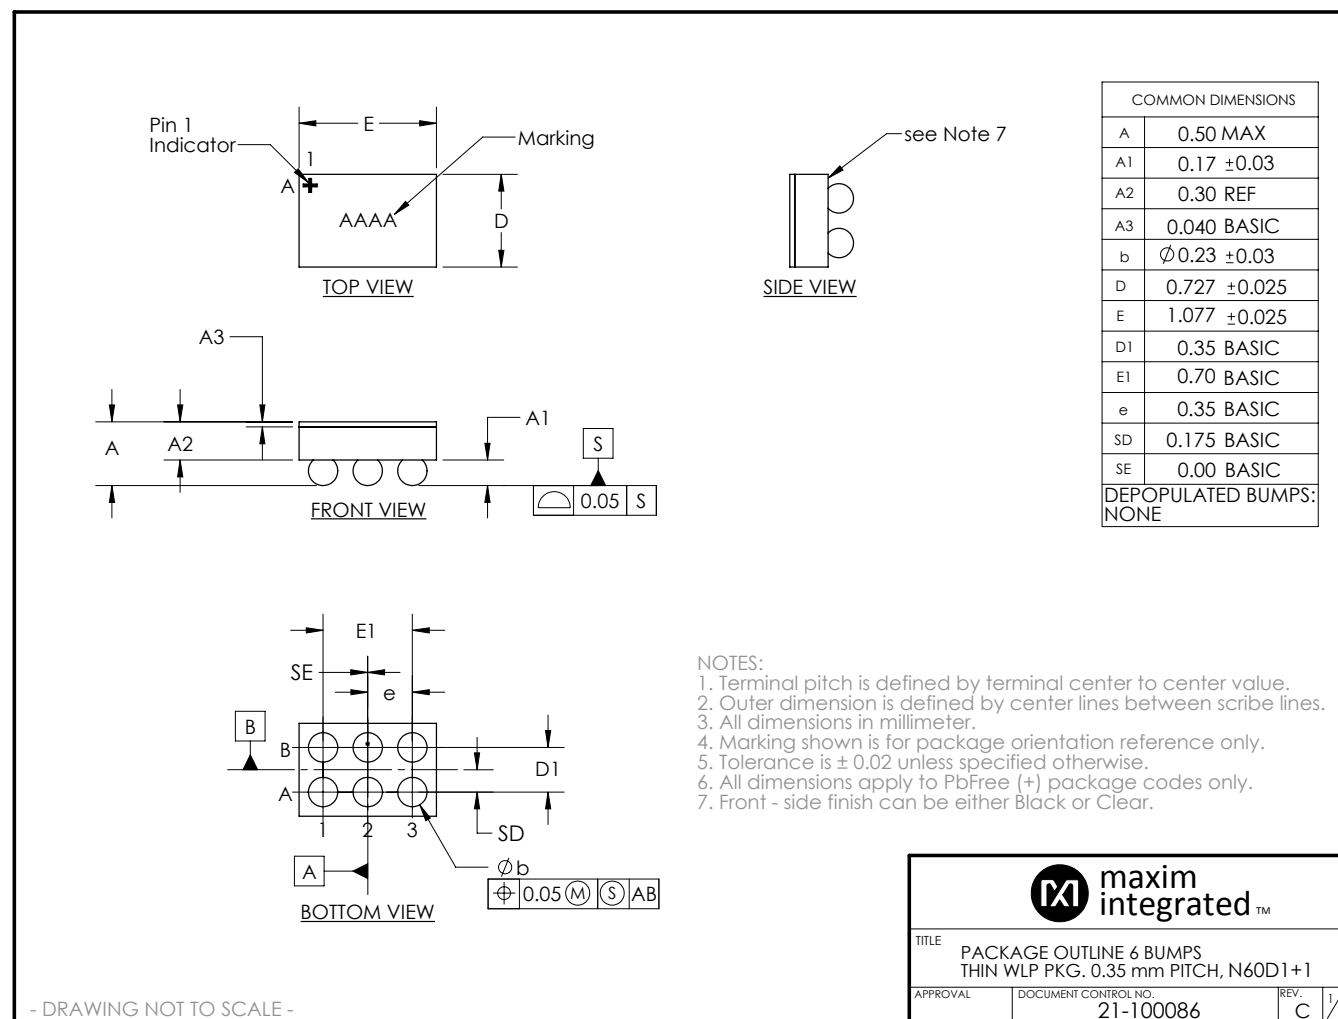 Pin 1
Indicator
1
E
Marking
A
AAAA
D
TOP VIEW
see Note 7
SIDE VIEW
COMMON DIMENSIONS
A 0.50 MAX
A1 0.17 ±0.03
A2 0.30 REF
A3 0.040 BASIC
b Ø0.23 ±0.03
D 0.727 ±0.025
E 1.077 ±0.025
D1 0.35 BASIC
E1 0.70 BASIC
e 0.35 BASIC
SD 0.175 BASIC
SE 0.00 BASIC
DEPOPULATED BUMPS:
NONE
A3
A
A2
A1
S
0.05 S
FRONT VIEW
E1
SE
e
B
B
A
D1
1 2 3
SD
A
Øb
0.05 Ⓜ Ⓢ AB
BOTTOM VIEW
NOTES:
1. Terminal pitch is defined by terminal center to center value.
2. Outer dimension is defined by center lines between scribe lines.
3. All dimensions in millimeter.
4. Marking shown is for package orientation reference only.
5. Tolerance is ± 0.02 unless specified otherwise.
6. All dimensions apply to PbFree (+) package codes only.
7. Front - side finish can be either Black or Clear.
maxim
integrated ™
TITLE
PACKAGE OUTLINE 6 BUMPS
THIN WLP PKG. 0.35 mm PITCH, N60D1+1
APPROVAL
DOCUMENT CONTROL NO.
21-100086
REV.
C
1/
- DRAWING NOT TO SCALE -